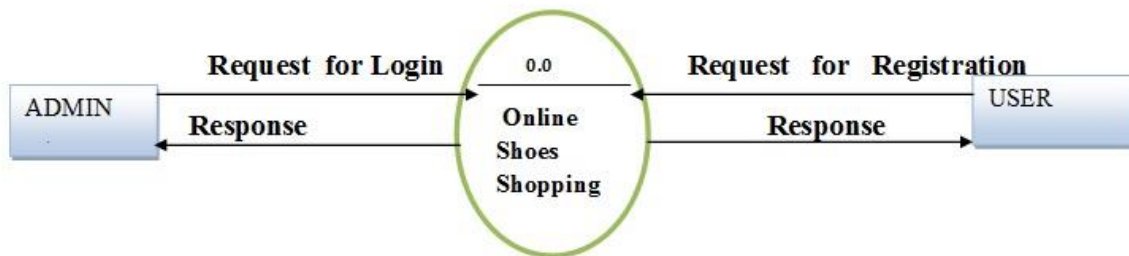 Request for Login
0.0
Request for Registration
ADMIN
USER
Response
Online
Shoes
Shopping
Response